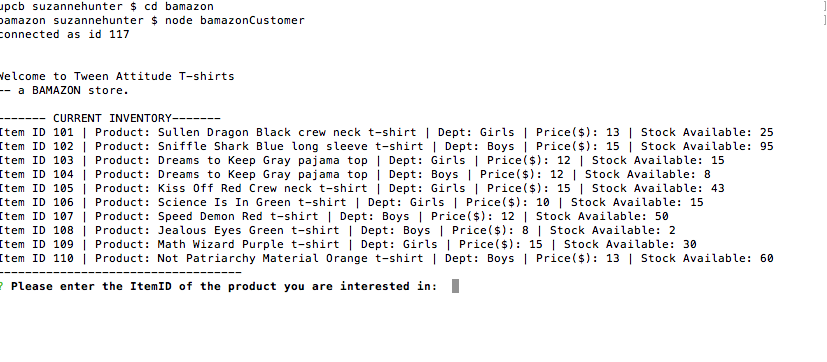 upcb suzannehunter $ cd bamazon
bamazon suzannehunter $ node bamazonCustomer
connected as id 117
Welcome to Tween Attitude T-shirts
-- a BAMAZON store.
------- CURRENT INVENTORY-------
Item ID 101 | Product: Sullen Dragon Black crew neck t-shirt | Dept: Girls | Price($): 13 | Stock Available: 25
Item ID 102 | Product: Sniffle Shark Blue long sleeve t-shirt | Dept: Boys | Price($): 15 | Stock Available: 95
Item ID 103 | Product: Dreams to Keep Gray pajama top | Dept: Girls | Price($): 12 | Stock Available: 15
Item ID 104 | Product: Dreams to Keep Gray pajama top | Dept: Boys | Price($): 12 | Stock Available: 8
Item ID 105 | Product: Kiss Off Red Crew neck t-shirt | Dept: Girls | Price($): 15 | Stock Available: 43
Item ID 106 | Product: Science Is In Green t-shirt | Dept: Girls | Price($): 10 | Stock Available: 15
Item ID 107 | Product: Speed Demon Red t-shirt | Dept: Boys | Price($): 12 | Stock Available: 50
Item ID 108 | Product: Jealous Eyes Green t-shirt | Dept: Boys | Price($): 8 | Stock Available: 2
Item ID 109 | Product: Math Wizard Purple t-shirt | Dept: Girls | Price($): 15 | Stock Available: 30
Item ID 110 | Product: Not Patriarchy Material Orange t-shirt | Dept: Boys | Price($): 13 | Stock Available: 60
------------------------------------
? Please enter the ItemID of the product you are interested in: